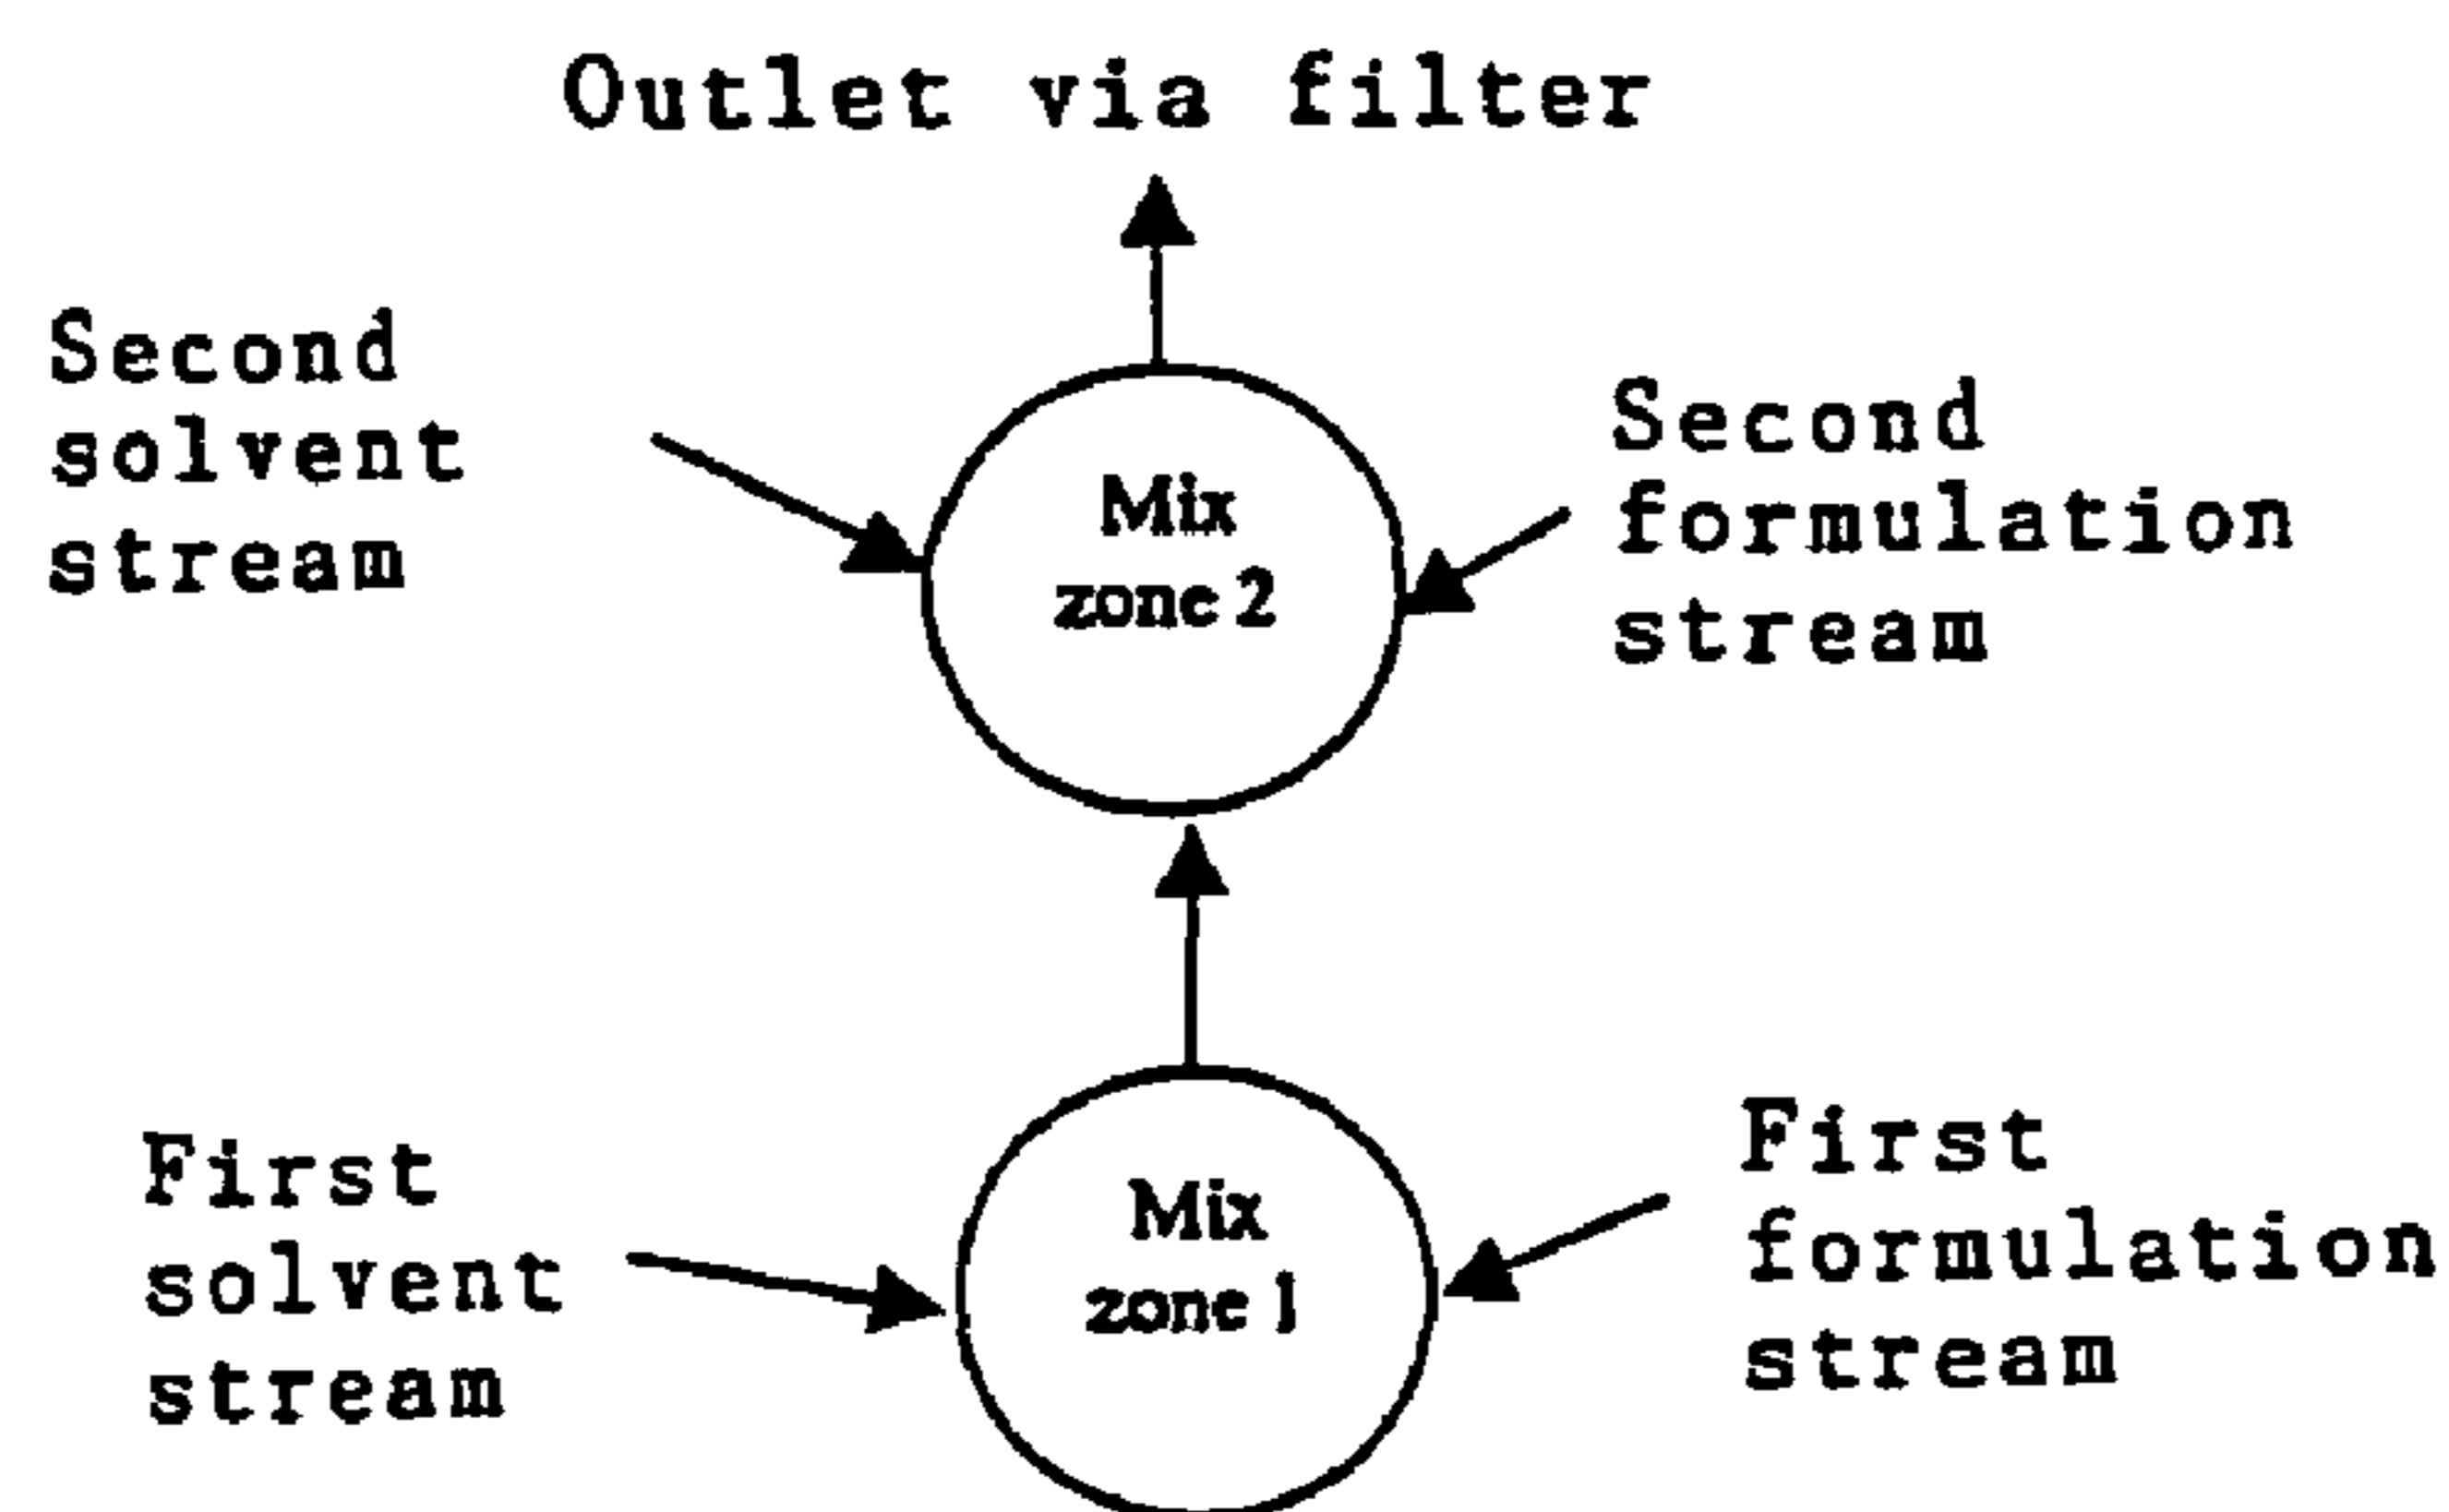 Outlet via filter
Second
solvent
stream
Mix
zone 2
Second
formulation
stream
First
solvent
stream
Mix
zone 1
First
formulation
stream